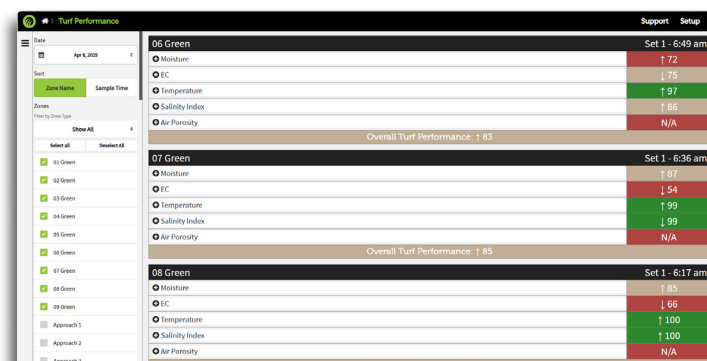 Turf Performance
Support Setup
Date
Apr 8, 2025
Sort
Zone Name Sample Time
Zones
Filter by Zone Type
Show All
Select all Deselect All
01 Green
02 Green
03 Green
04 Green
05 Green
06 Green
07 Green
08 Green
09 Green
Approach 1
Approach 2
06 Green Set 1 - 6:49 am
Moisture ↑ 72
EC ↓ 75
Temperature ↑ 97
Salinity Index ↑ 86
Air Porosity N/A
Overall Turf Performance: ↑ 83
07 Green Set 1 - 6:36 am
Moisture ↑ 87
EC ↓ 54
Temperature ↑ 99
Salinity Index ↓ 99
Air Porosity N/A
Overall Turf Performance: ↑ 85
08 Green Set 1 - 6:17 am
Moisture ↑ 85
EC ↓ 66
Temperature ↑ 100
Salinity Index ↑ 100
Air Porosity N/A